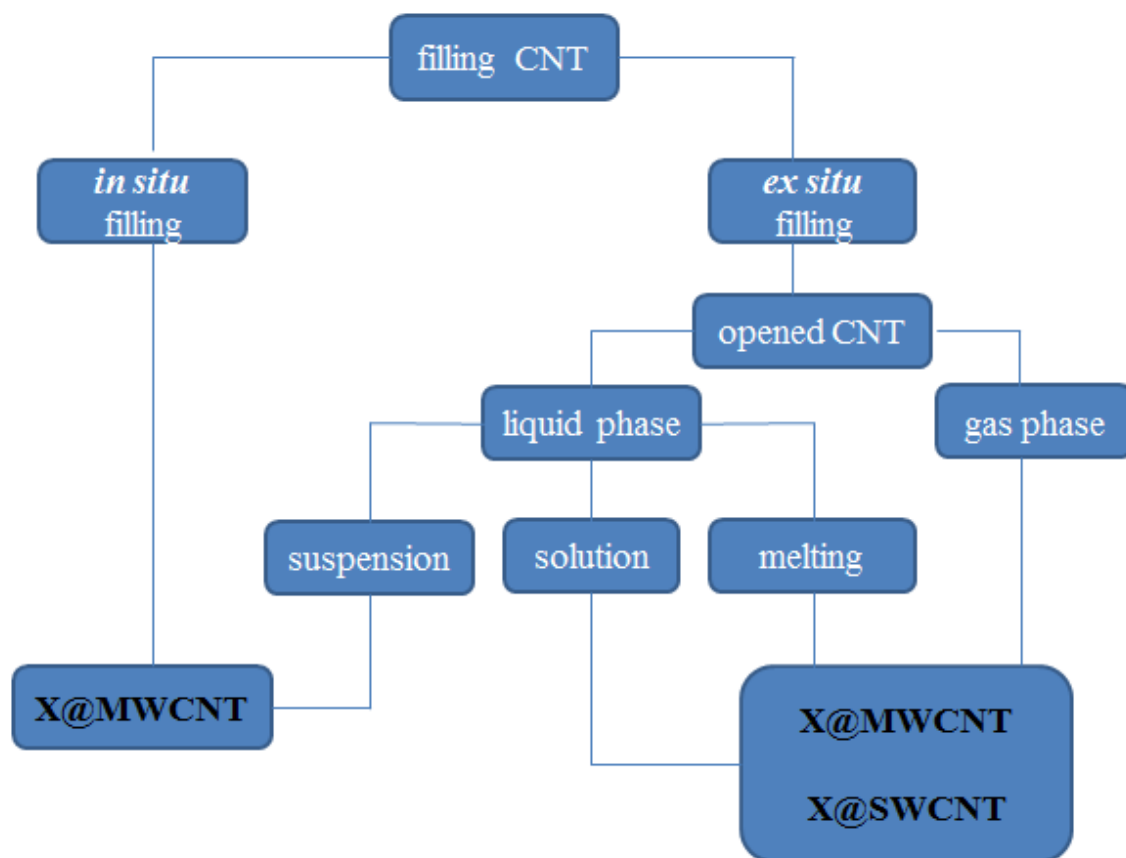 filling CNT
in situ
filling
ex situ
filling
opened CNT
liquid phase
gas phase
suspension
solution
melting
X@MWCNT
X@MWCNT
X@SWCNT